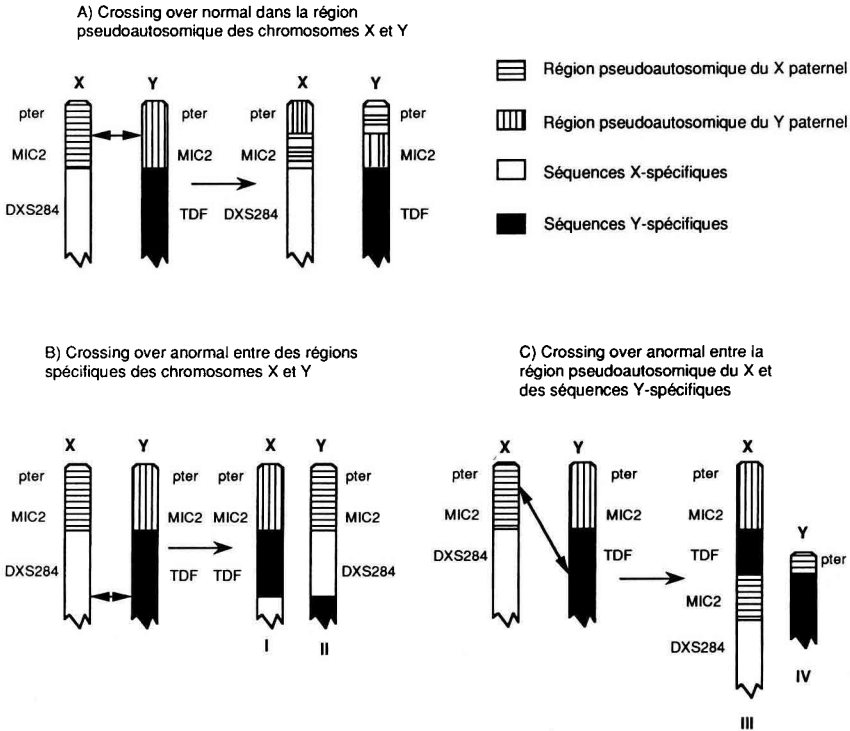 A) Crossing over normal dans la région
pseudoautosomique des chromosomes X et Y
X Y X Y
pter pter pter pter
MIC2 MIC2 MIC2 MIC2
DXS284 TDF DXS284 TDF
Région pseudoautosomique du X paternel
Région pseudoautosomique du Y paternel
Séquences X-spécifiques
Séquences Y-spécifiques
B) Crossing over anormal entre des régions
spécifiques des chromosomes X et Y
X Y X Y
pter pter pter pter
MIC2 MIC2 MIC2 MIC2
DXS284 TDF TDF DXS284
I II
C) Crossing over anormal entre la
région pseudoautosomique du X et
des séquences Y-spécifiques
X Y X
pter pter pter
MIC2 MIC2 MIC2
DXS284 TDF TDF
Y
pter
MIC2
DXS284
IV
III